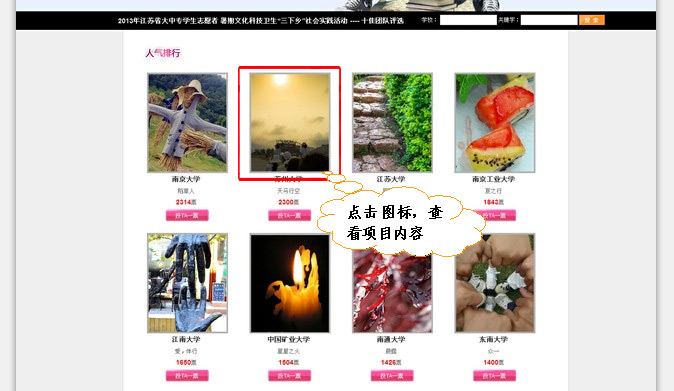 2013年江苏省大中专学生志愿者 暑期文化科技卫生“三下乡”社会实践活动 ---- 十佳团队评选 学校： 关键字： 搜 索
人气排行
南京大学 苏州大学 江苏大学 南京工业大学
稻草人 天马行空 夏之行
2314票 2300票 1843票
投TA一票 投TA一票 投TA一票
点击图标，查
看项目内容
江南大学 中国矿业大学 南通大学 东南大学
爱，伴行 星星之火 晨露 众一
1650票 1504票 1426票 1400票
投TA一票 投TA一票 投TA一票 投TA一票